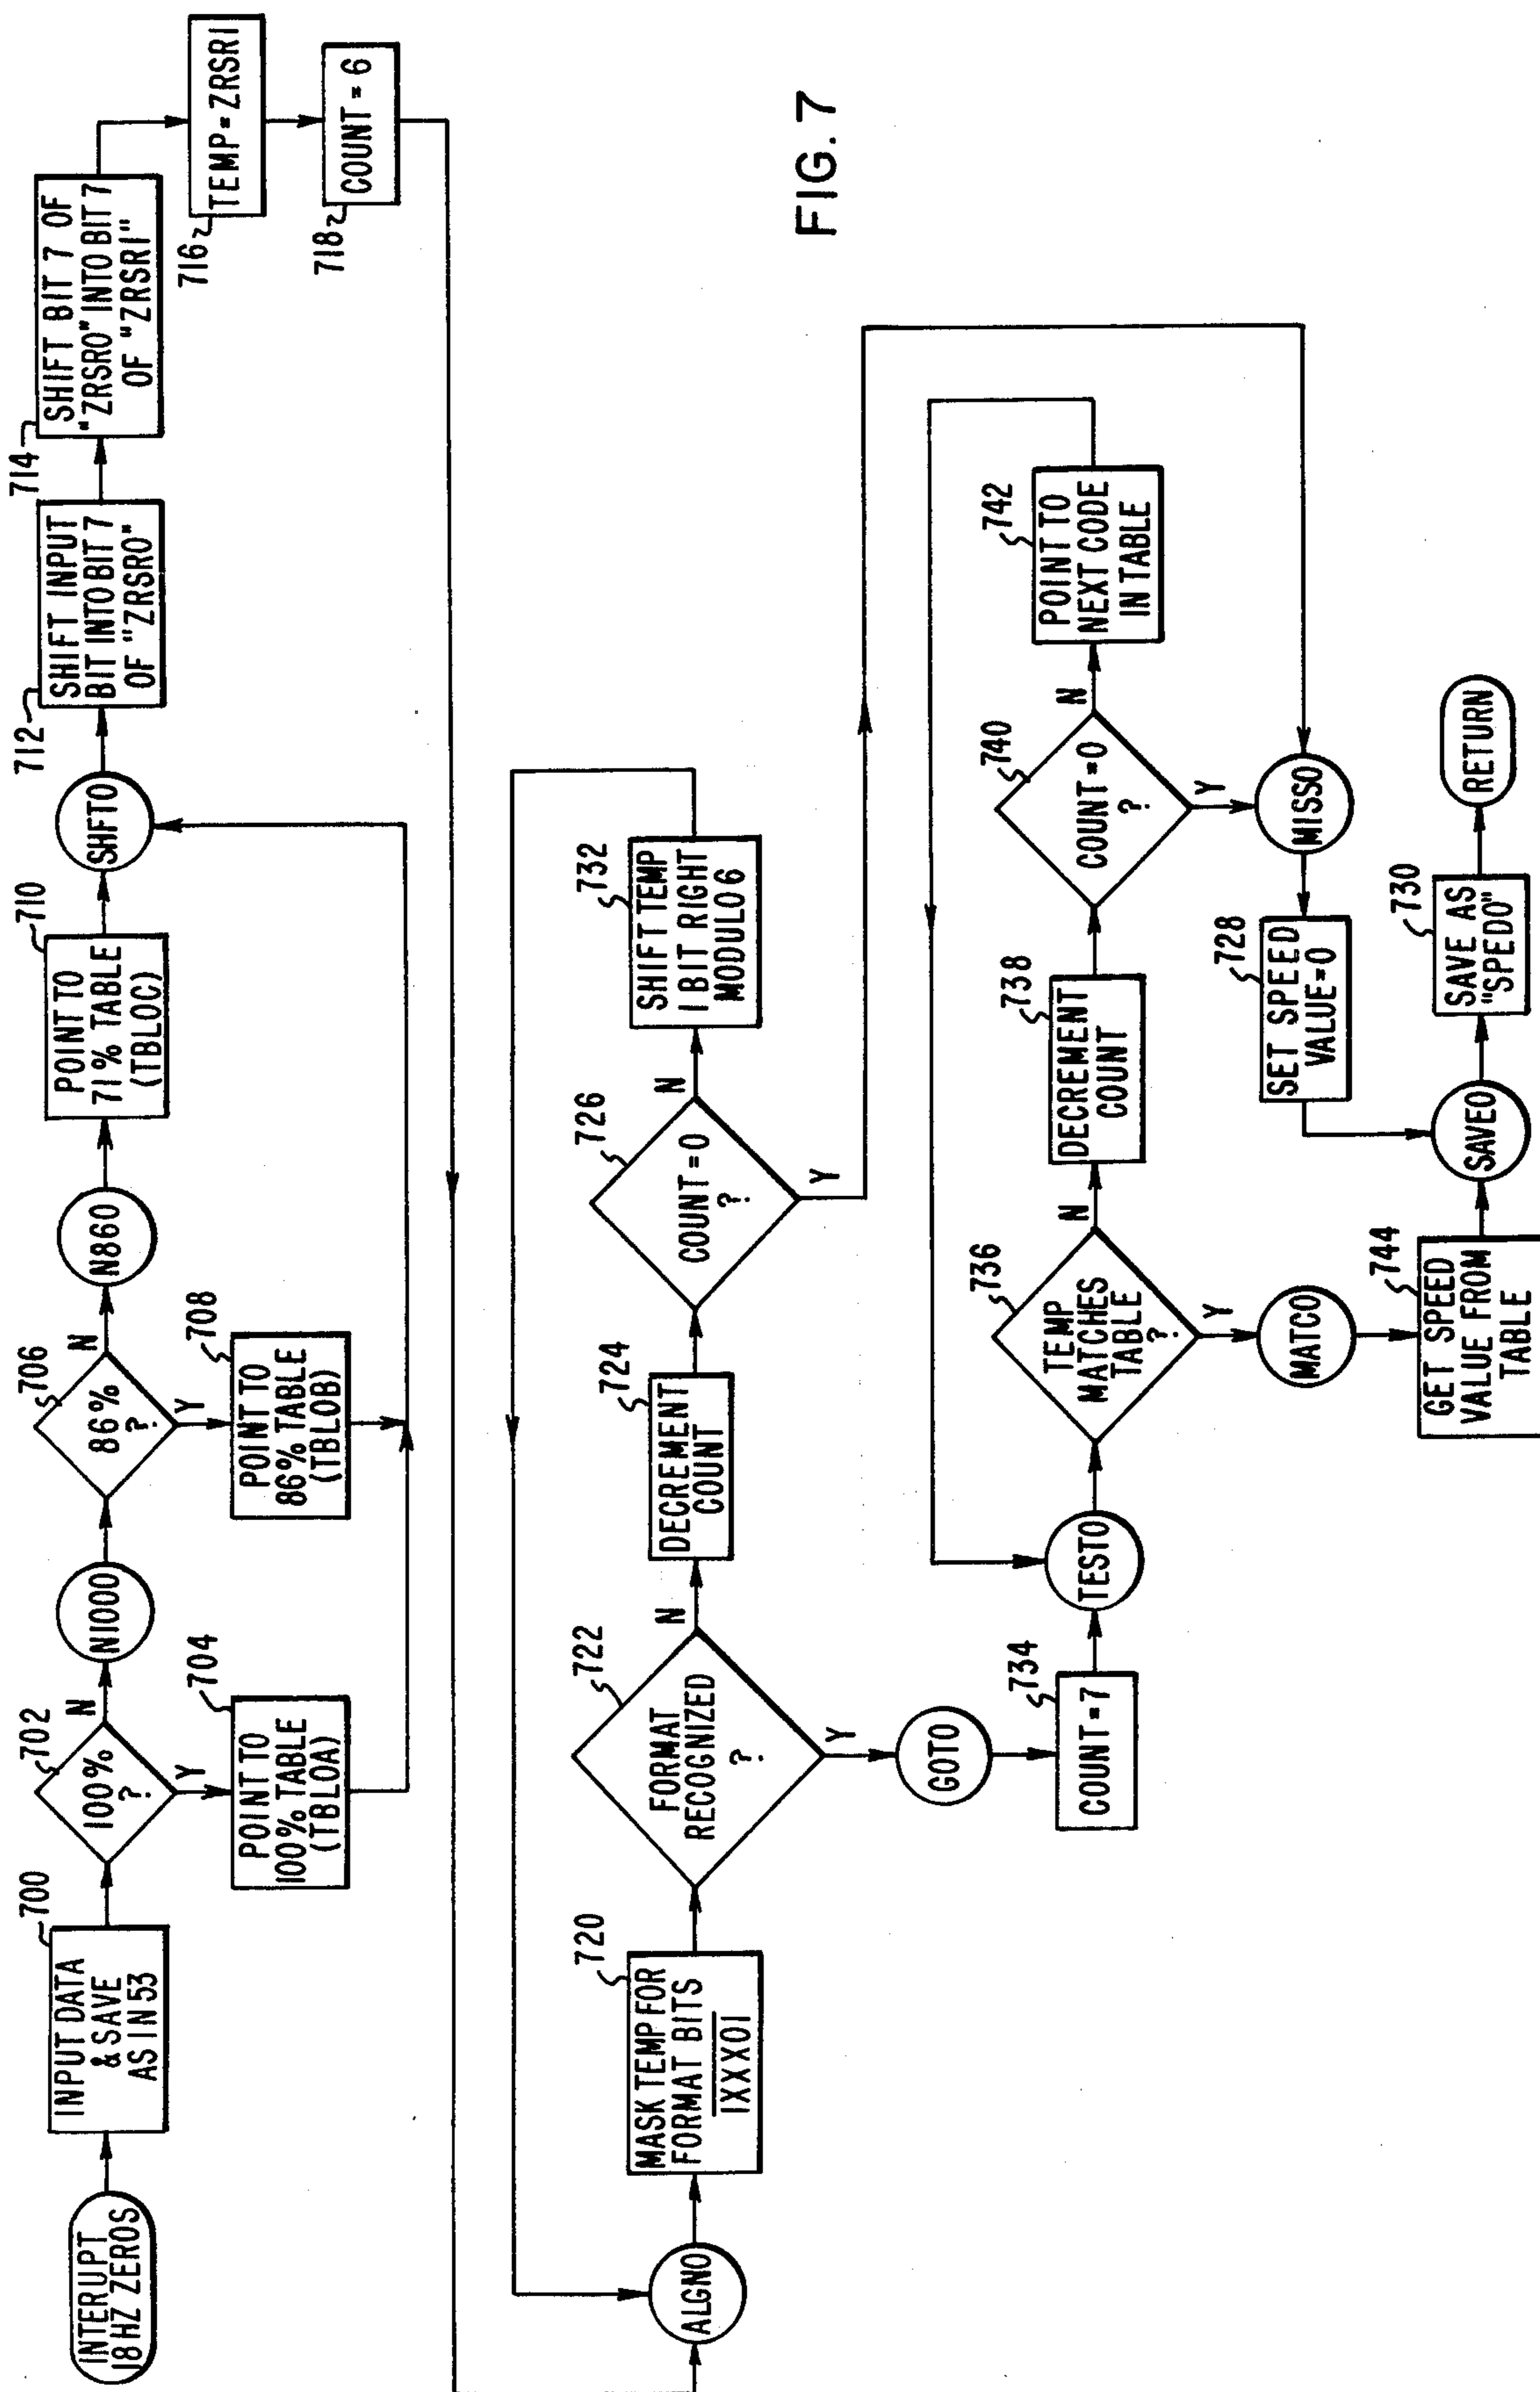 INTERUPT
18 HZ ZEROS
700
INPUT DATA
& SAVE
AS IN 53
702
100%
?
N
Y
704
POINT TO
100% TABLE
(TBLOA)
N1000
706
86%
?
N
Y
708
POINT TO
86% TABLE
(TBLOB)
N860
710
POINT TO
71% TABLE
(TBLOC)
SHFTO
712
SHIFT INPUT
BIT INTO BIT 7
OF "ZRSRO"
714
SHIFT BIT 7 OF
"ZRSRO" INTO BIT 7
OF "ZRSRI"
716
TEMP = ZRSRI
718
COUNT = 6
ALGNO
720
MASK TEMP FOR
FORMAT BITS
IXXXOI
722
FORMAT
RECOGNIZED
?
N
Y
724
DECREMENT
COUNT
726
COUNT = 0
?
N
Y
732
SHIFT TEMP
1 BIT RIGHT
MODULO 6
GOTO
734
COUNT = 7
TESTO
736
TEMP
MATCHES
TABLE
?
N
Y
738
DECREMENT
COUNT
740
COUNT = 0
?
N
Y
742
POINT TO
NEXT CODE
IN TABLE
MATCO
744
GET SPEED
VALUE FROM
TABLE
MISSO
728
SET SPEED
VALUE = 0
SAVEO
730
SAVE AS
"SPEDO"
RETURN
FIG. 7